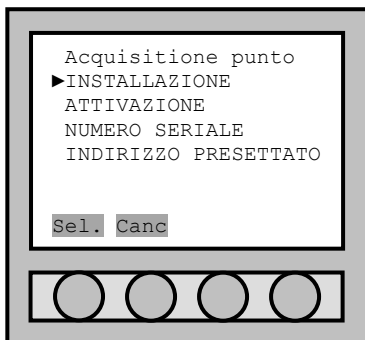 Acquisitione punto
►INSTALLAZIONE
ATTIVAZIONE
NUMERO SERIALE
INDIRIZZO PRESETTATO
Sel. Canc